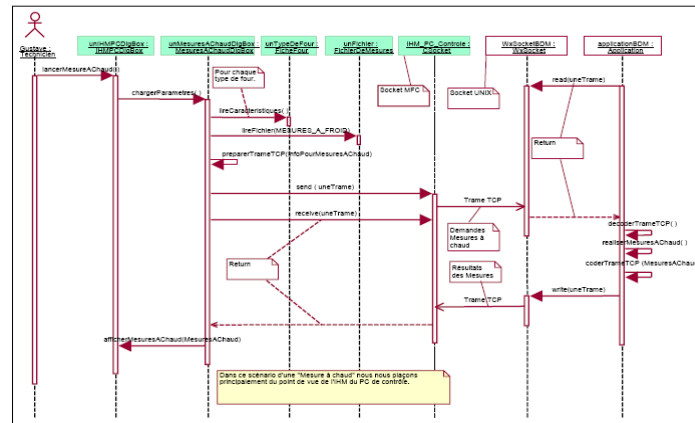 Gustave :
Technicien
unIHMPCDlgBox :
IHMPCDlgBox
unMesuresAChaudDlgBox :
MesuresAChaudDlgBox
unTypeDeFour :
FicheFour
unFichier :
FichierDeMesures
IHM_PC_Controle :
CSocket
WxSocketBDM :
WxSocket
applicationBDM :
Application
lancerMesureAChaud()
Pour chaque
type de four.
Socket MFC
Socket UNIX
read(uneTrame)
chargerParametres( )
lireCaracteristiques( )
lireFichier(MESURES_A_FROID)
Return
preparerTrameTCP(InfoPourMesuresAChaud)
send ( uneTrame)
Trame TCP
receive(uneTrame)
Demandes
Mesures à
chaud
decoderTrameTCP( )
realiserMesuresAChaud( )
coderTrameTCP (MesuresAChaud
Return
Résultats
des Mesures
write(uneTrame)
Trame TCP
afficherMesuresAChaud(MesuresAChaud)
Dans ce scénario d'une "Mesure à chaud" nous nous plaçons
principalement du point de vue de l'IHM du PC de contrôle.